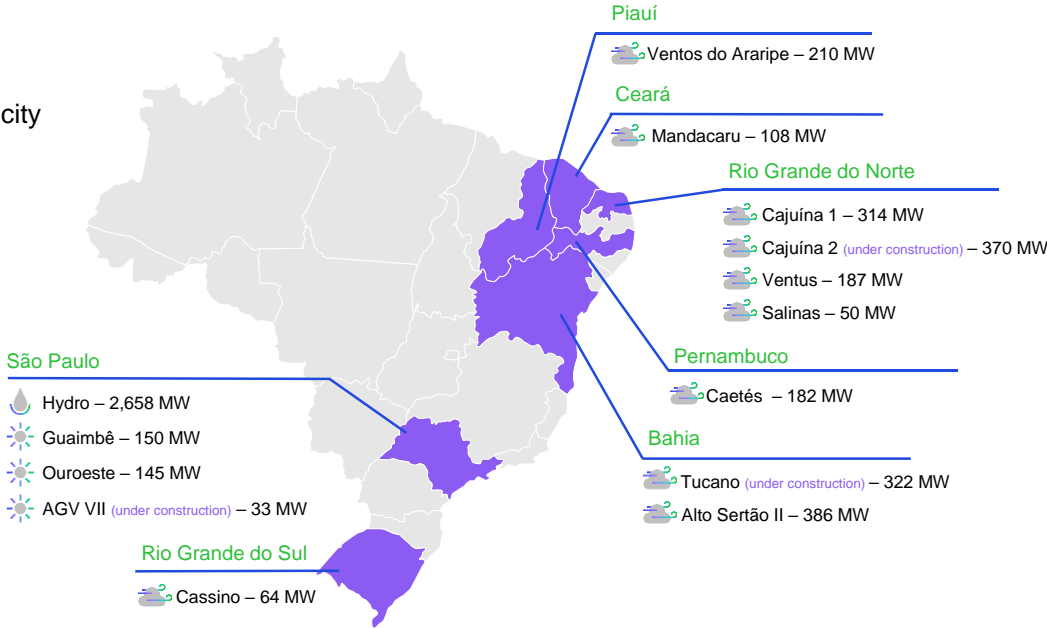 city
Piauí
Ventos do Araripe – 210 MW
Ceará
Mandacaru – 108 MW
Rio Grande do Norte
Cajuína 1 – 314 MW
Cajuína 2 (under construction) – 370 MW
Ventus – 187 MW
Salinas – 50 MW
Pernambuco
Caetés – 182 MW
Bahia
Tucano (under construction) – 322 MW
Alto Sertão II – 386 MW
São Paulo
Hydro – 2,658 MW
Guaimbê – 150 MW
Ouroeste – 145 MW
AGV VII (under construction) – 33 MW
Rio Grande do Sul
Cassino – 64 MW